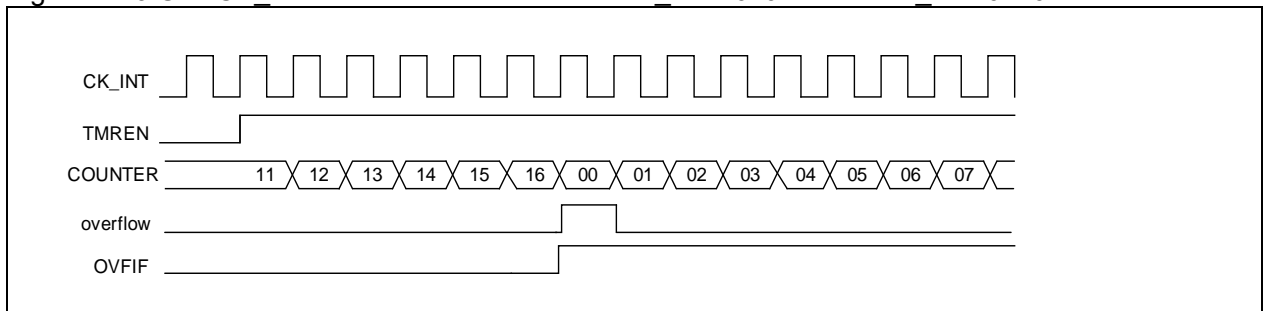 CK_INT
TMREN
COUNTER 11 12 13 14 15 16 00 01 02 03 04 05 06 07
overflow
OVFIF